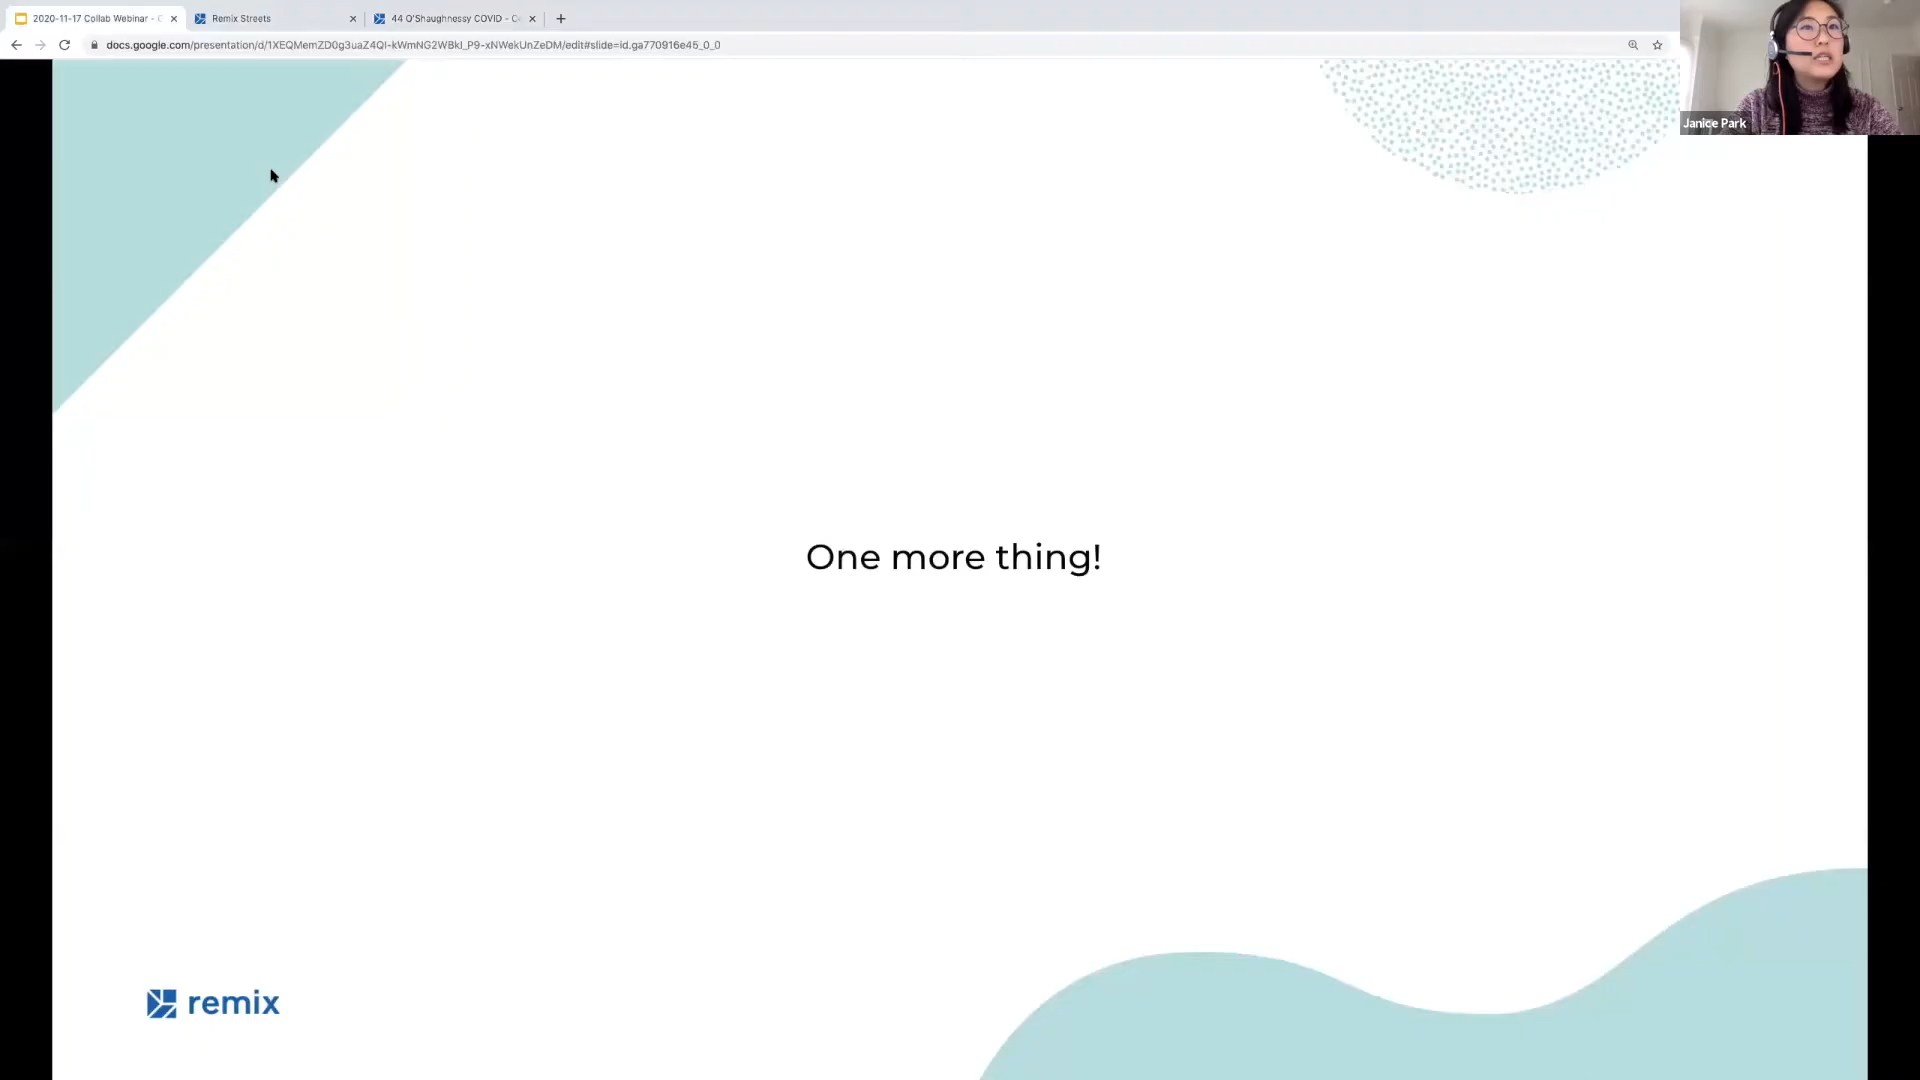 2020-11-17 Collab Webinar - C
Remix Streets
44 O'Shaughnessy COVID - C
docs.google.com/presentation/d/1XEQMemZD0g3uaZ4QI-kWmNG2WBkI_P9-xNWekUnZeDM/edit#slide=id.ga770916e45_0_0
Janice Park
One more thing!
remix